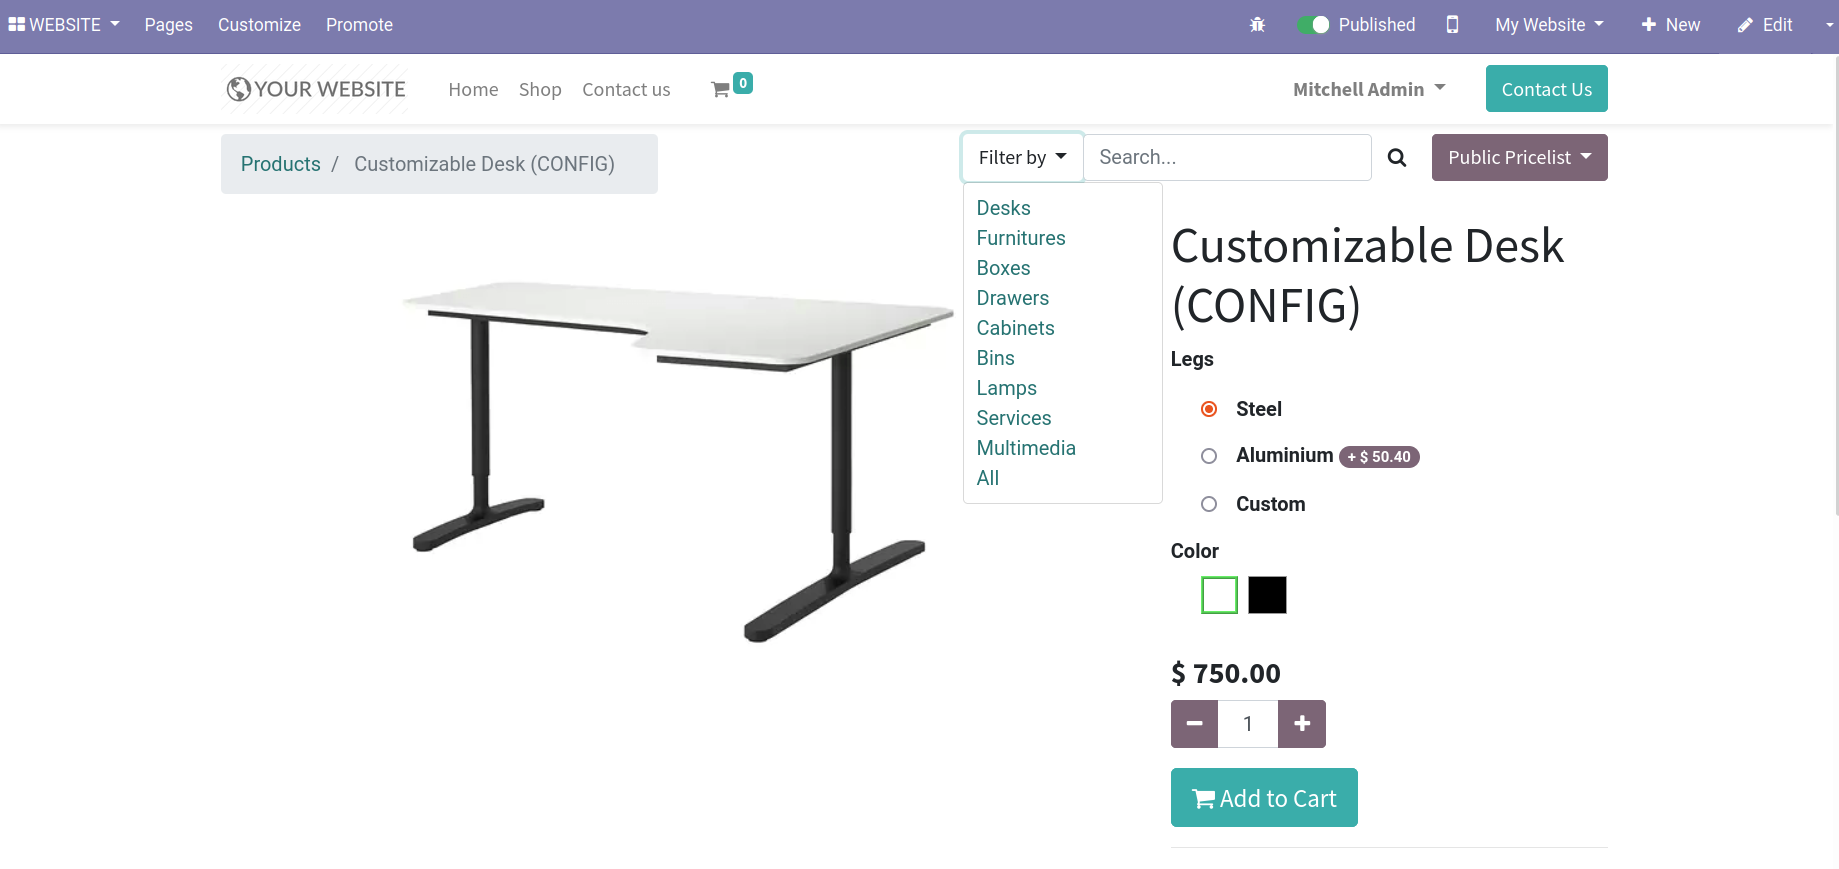 WEBSITE Pages Customize Promote Published My Website New Edit
YOUR WEBSITE Home Shop Contact us 0 Mitchell Admin Contact Us
Products / Customizable Desk (CONFIG) Filter by Search... Public Pricelist
Desks
Furnitures
Boxes
Drawers
Cabinets
Bins
Lamps
Services
Multimedia
All
Customizable Desk
(CONFIG)
Legs
Steel
Aluminium + $ 50.40
Custom
Color
$ 750.00
1
Add to Cart